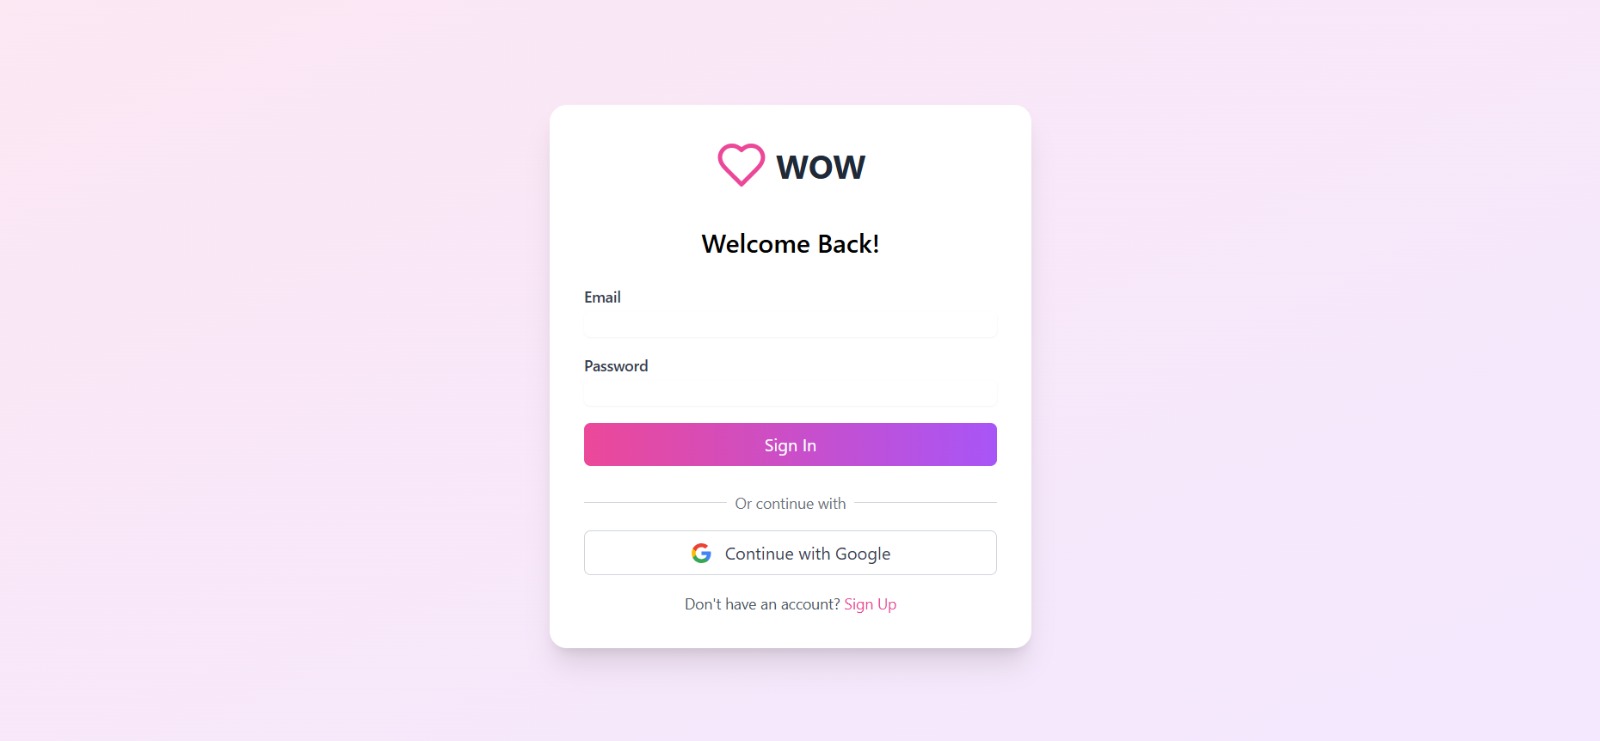 WOW
Welcome Back!
Email
Password
Sign In
Or continue with
Continue with Google
Don't have an account? Sign Up